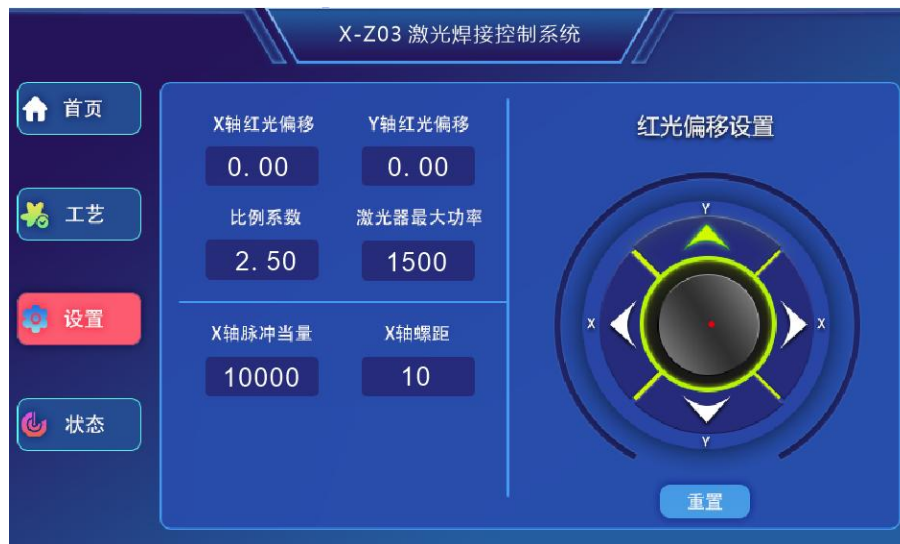 X-Z03 激光焊接控制系统
首页
工艺
设置
状态
X轴红光偏移 Y轴红光偏移
0.00 0.00
比例系数 激光器最大功率
2.50 1500
X轴脉冲当量 X轴螺距
10000 10
红光偏移设置
Y
X X
Y
重置